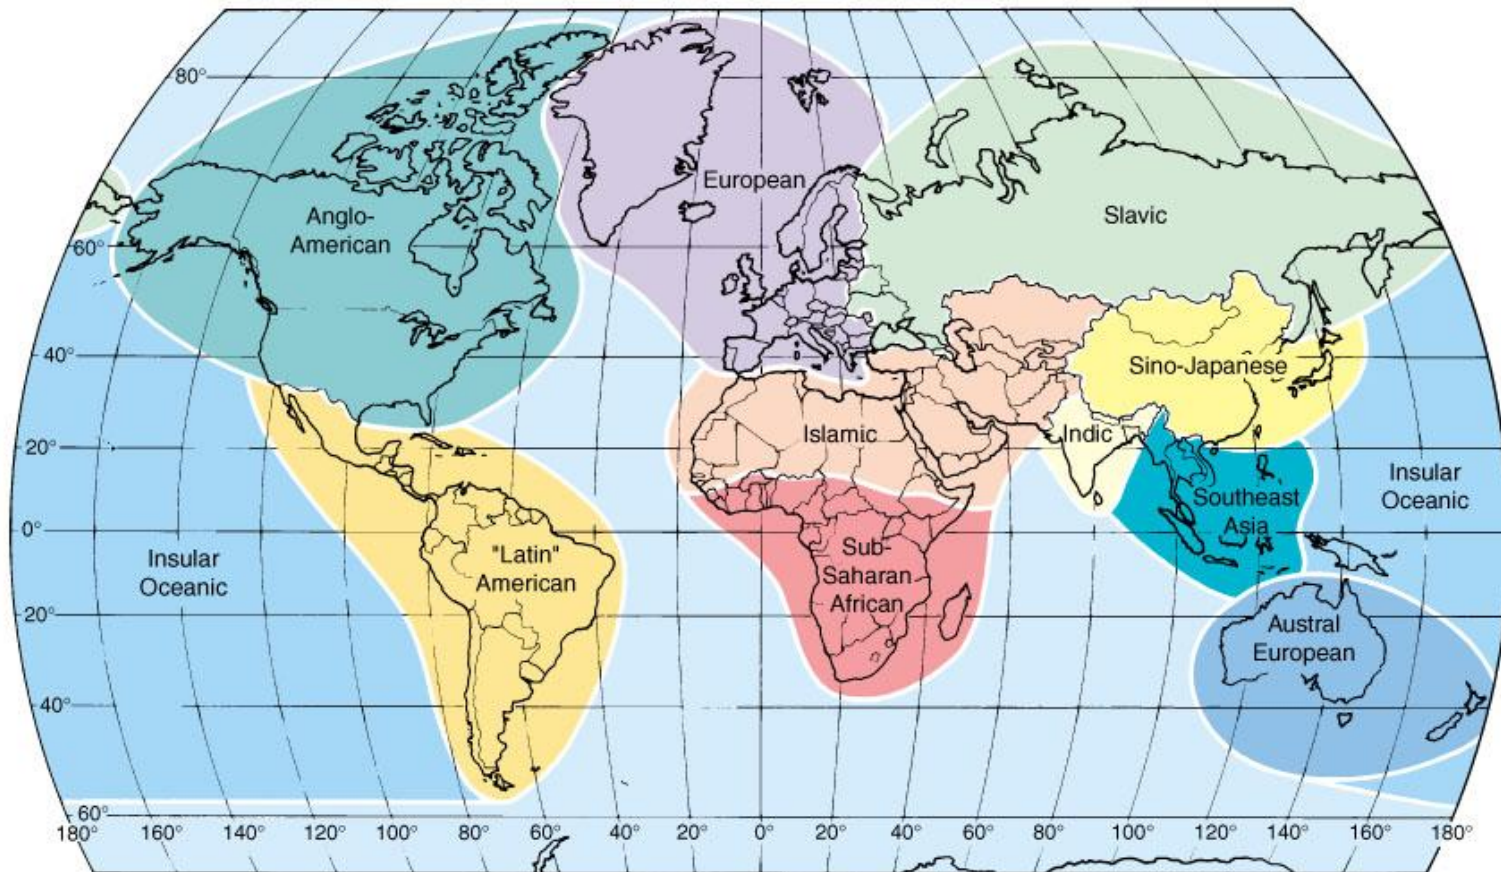 80°
European
Anglo-
American
Slavic
60°
40°
Sino-Japanese
Islamic
Indic
20°
Insular
Oceanic
Southeast
Asia
0°
Insular
Oceanic
"Latin"
American
Sub-
Saharan
African
20°
Austral
European
40°
60°
180° 160° 140° 120° 100° 80° 60° 40° 20° 0° 20° 40° 60° 80° 100° 120° 140° 160° 180°